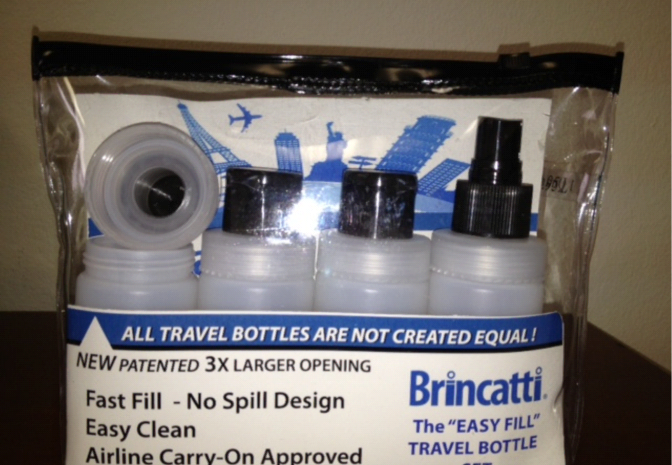 ALL TRAVEL BOTTLES ARE NOT CREATED EQUAL!
NEW PATENTED 3X LARGER OPENING
Fast Fill - No Spill Design
Easy Clean
Airline Carry-On Approved
Brincatti
The "EASY FILL"
TRAVEL BOTTLE
SET